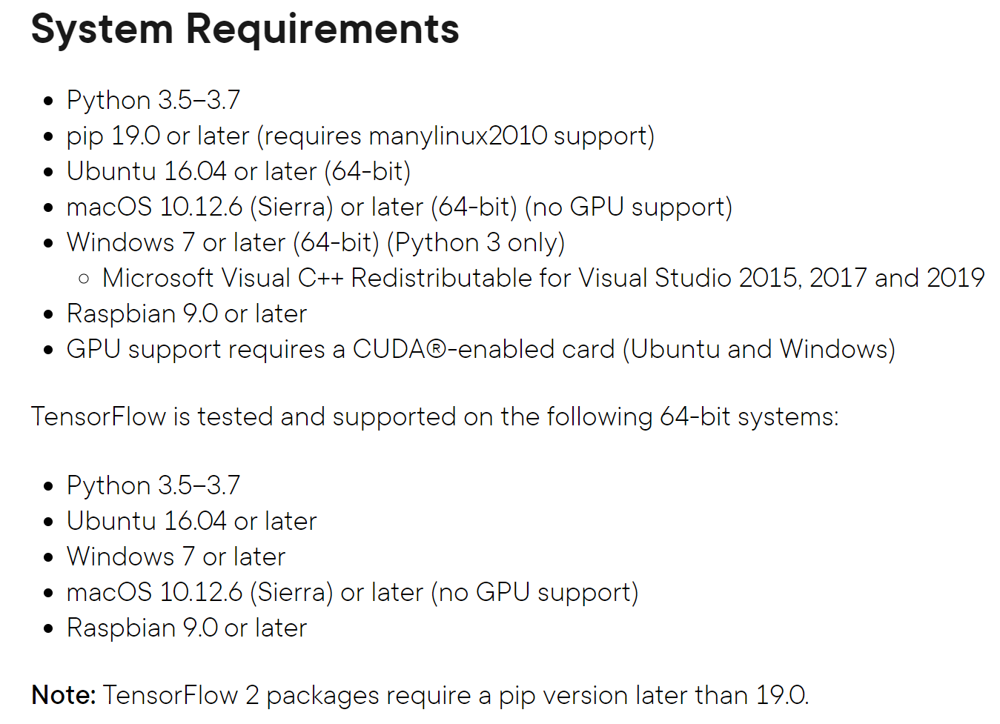 System Requirements
• Python 3.5–3.7
• pip 19.0 or later (requires manylinux2010 support)
• Ubuntu 16.04 or later (64-bit)
• macOS 10.12.6 (Sierra) or later (64-bit) (no GPU support)
• Windows 7 or later (64-bit) (Python 3 only)
◦ Microsoft Visual C++ Redistributable for Visual Studio 2015, 2017 and 2019
• Raspbian 9.0 or later
• GPU support requires a CUDA®-enabled card (Ubuntu and Windows)
TensorFlow is tested and supported on the following 64-bit systems:
• Python 3.5–3.7
• Ubuntu 16.04 or later
• Windows 7 or later
• macOS 10.12.6 (Sierra) or later (no GPU support)
• Raspbian 9.0 or later
Note: TensorFlow 2 packages require a pip version later than 19.0.